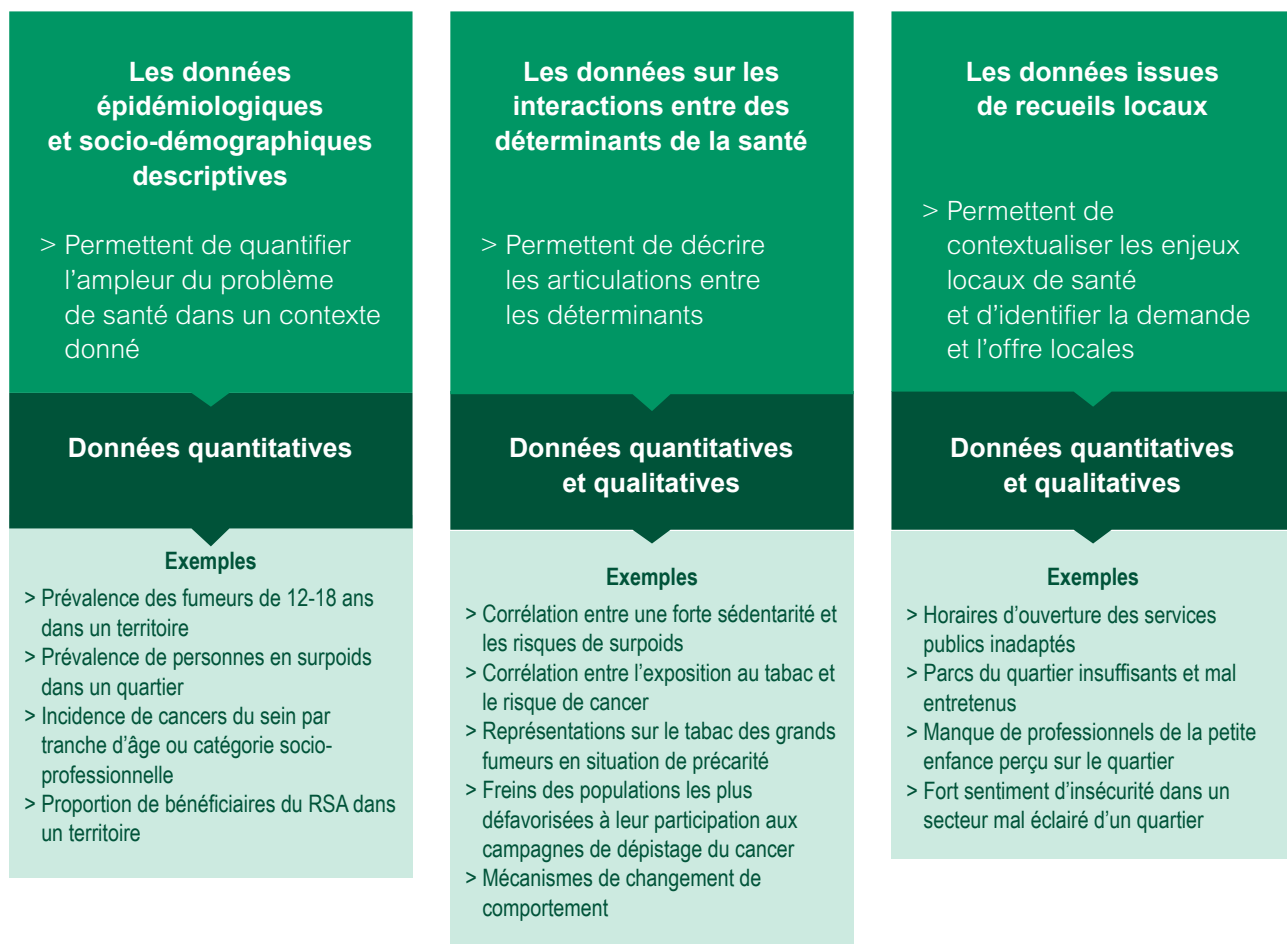 Les données
épidémiologiques
et socio-démographiques
descriptives
> Permettent de quantifier
l’ampleur du problème
de santé dans un contexte
donné
Données quantitatives
Exemples
> Prévalence des fumeurs de 12-18 ans
dans un territoire
> Prévalence de personnes en surpoids
dans un quartier
> Incidence de cancers du sein par
tranche d’âge ou catégorie socio-
professionnelle
> Proportion de bénéficiaires du RSA dans
un territoire
Les données sur les
interactions entre des
déterminants de la santé
> Permettent de décrire
les articulations entre
les déterminants
Données quantitatives
et qualitatives
Exemples
> Corrélation entre une forte sédentarité et
les risques de surpoids
> Corrélation entre l’exposition au tabac et
le risque de cancer
> Représentations sur le tabac des grands
fumeurs en situation de précarité
> Freins des populations les plus
défavorisées à leur participation aux
campagnes de dépistage du cancer
> Mécanismes de changement de
comportement
Les données issues
de recueils locaux
> Permettent de
contextualiser les enjeux
locaux de santé
et d’identifier la demande
et l’offre locales
Données quantitatives
et qualitatives
Exemples
> Horaires d’ouverture des services
publics inadaptés
> Parcs du quartier insuffisants et mal
entretenus
> Manque de professionnels de la petite
enfance perçu sur le quartier
> Fort sentiment d’insécurité dans un
secteur mal éclairé d’un quartier